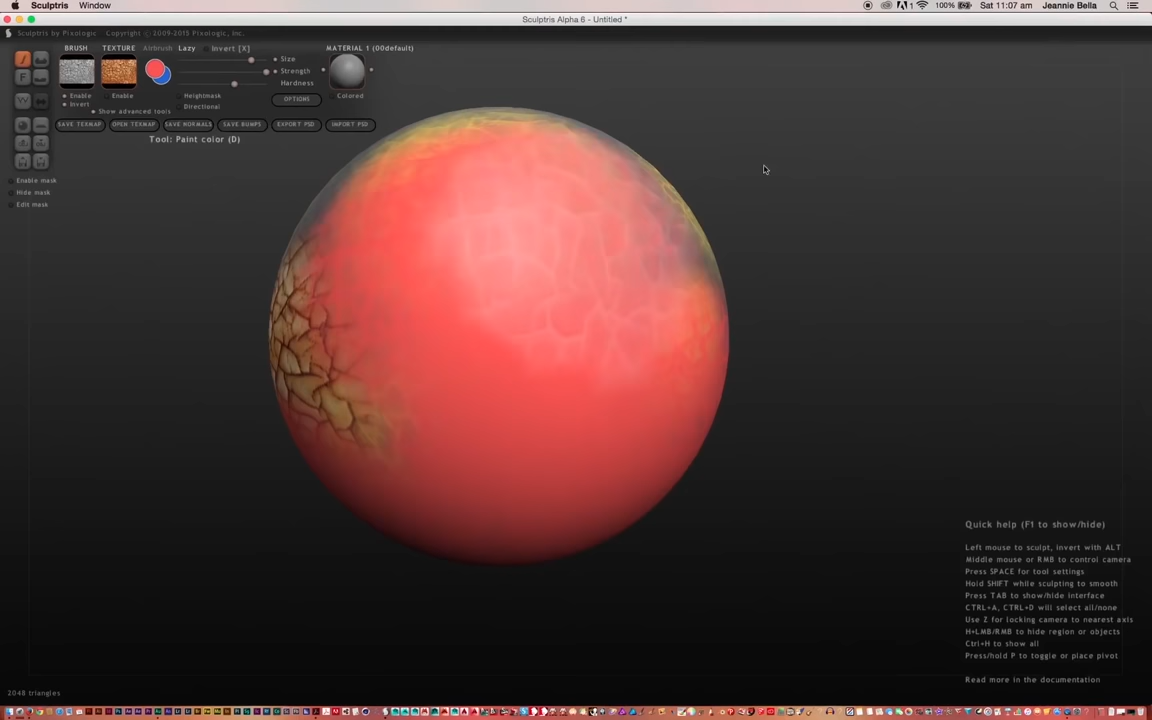 Sculptris Window
100% Sat 11:07 am Jeannie Bella
Sculptris Alpha 6 - Untitled *
Sculptris by Pixologic Copyright © 2009-2015 Pixologic, Inc.
BRUSH TEXTURE Airbrush Lazy Invert [X] MATERIAL 1 (00default)
Size
Strength
Hardness
Enable Enable Heightmask OPTIONS Colored
Invert Directional
Show advanced tools
SAVE TEXMAP OPEN TEXMAP SAVE NORMALS SAVE BUMPS EXPORT PSD IMPORT PSD
Tool: Paint color (D)
Enable mask
Hide mask
Edit mask
Quick help (F1 to show/hide)
Left mouse to sculpt, invert with ALT
Middle mouse or RMB to control camera
Press SPACE for tool settings
Hold SHIFT while sculpting to smooth
Press TAB to show/hide interface
CTRL+A, CTRL+D will select all/none
Use Z for locking camera to nearest axis
H+LMB/RMB to hide region or objects
Ctrl+H to show all
Press/hold P to toggle or place pivot
Read more in the documentation
2048 triangles